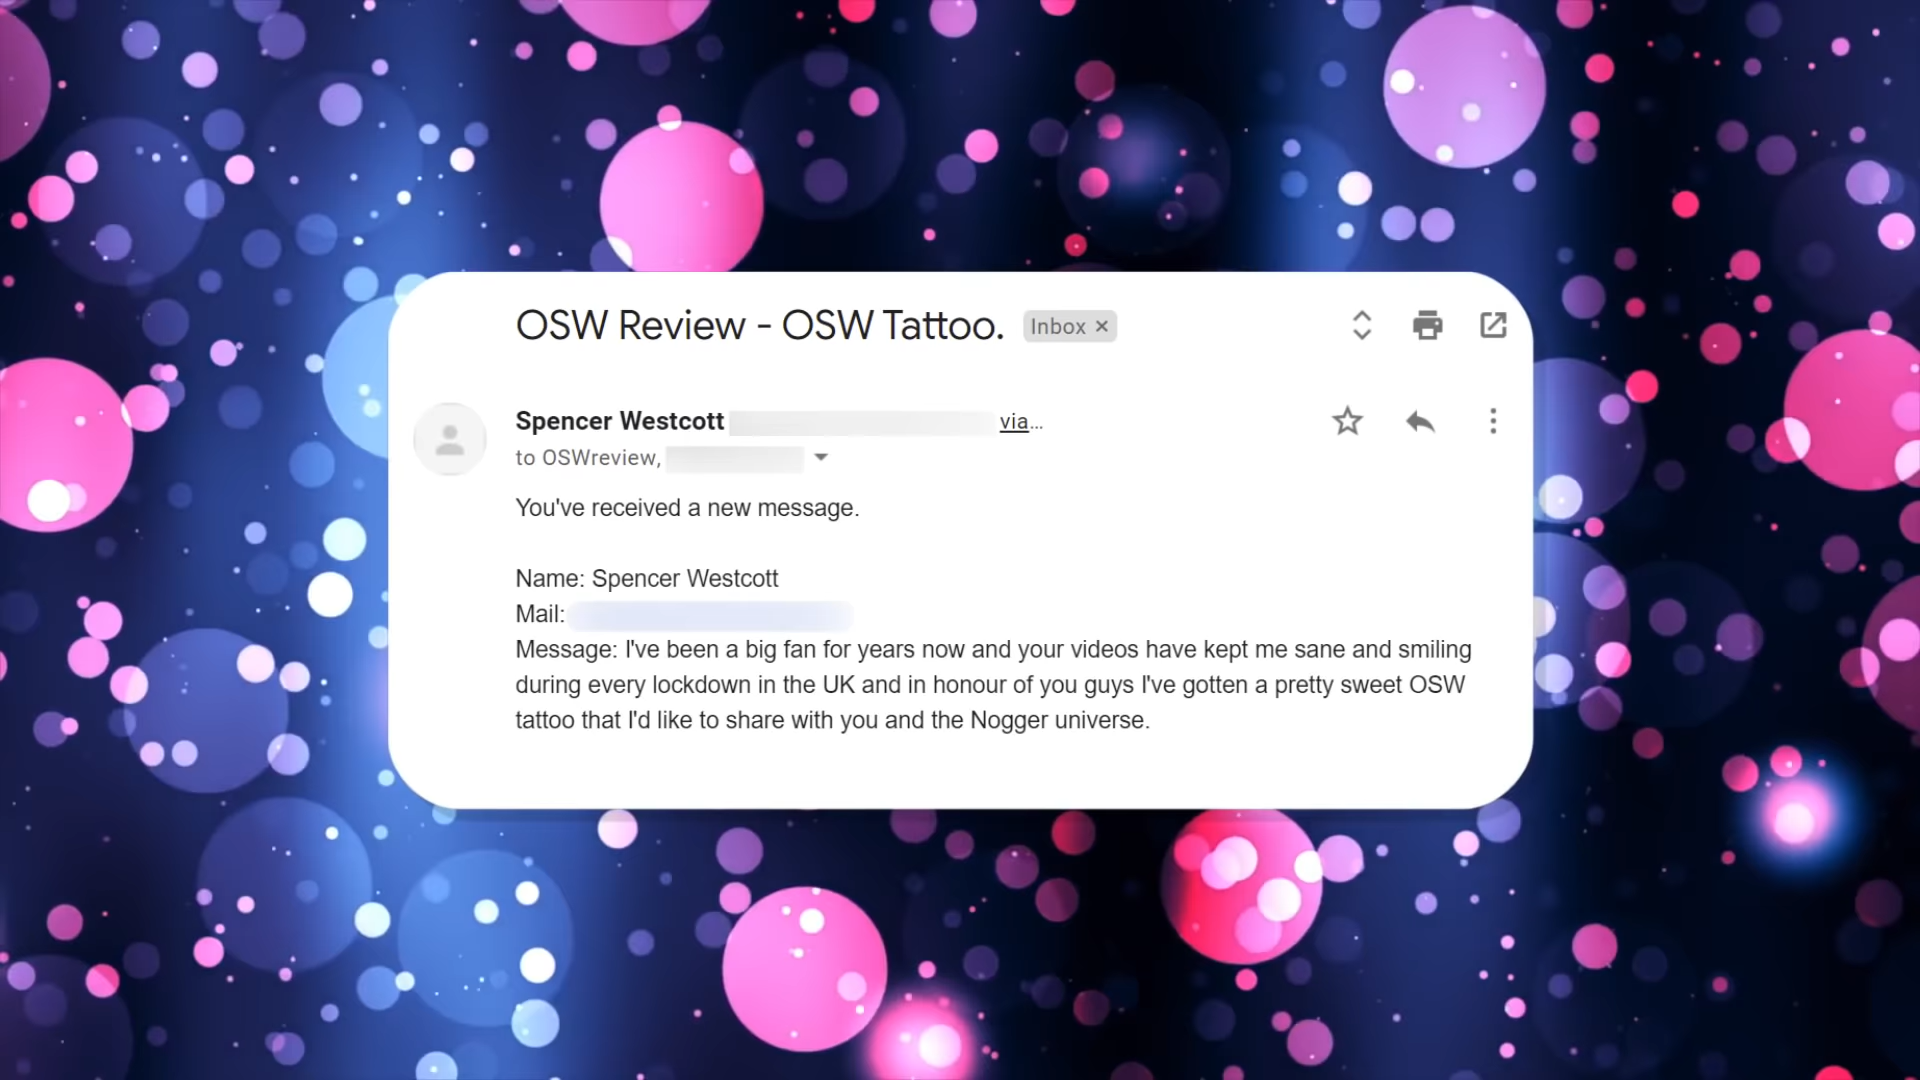 OSW Review - OSW Tattoo. Inbox ×
Spencer Westcott via...
to OSWreview,
You've received a new message.
Name: Spencer Westcott
Mail:
Message: I've been a big fan for years now and your videos have kept me sane and smiling
during every lockdown in the UK and in honour of you guys I've gotten a pretty sweet OSW
tattoo that I'd like to share with you and the Nogger universe.